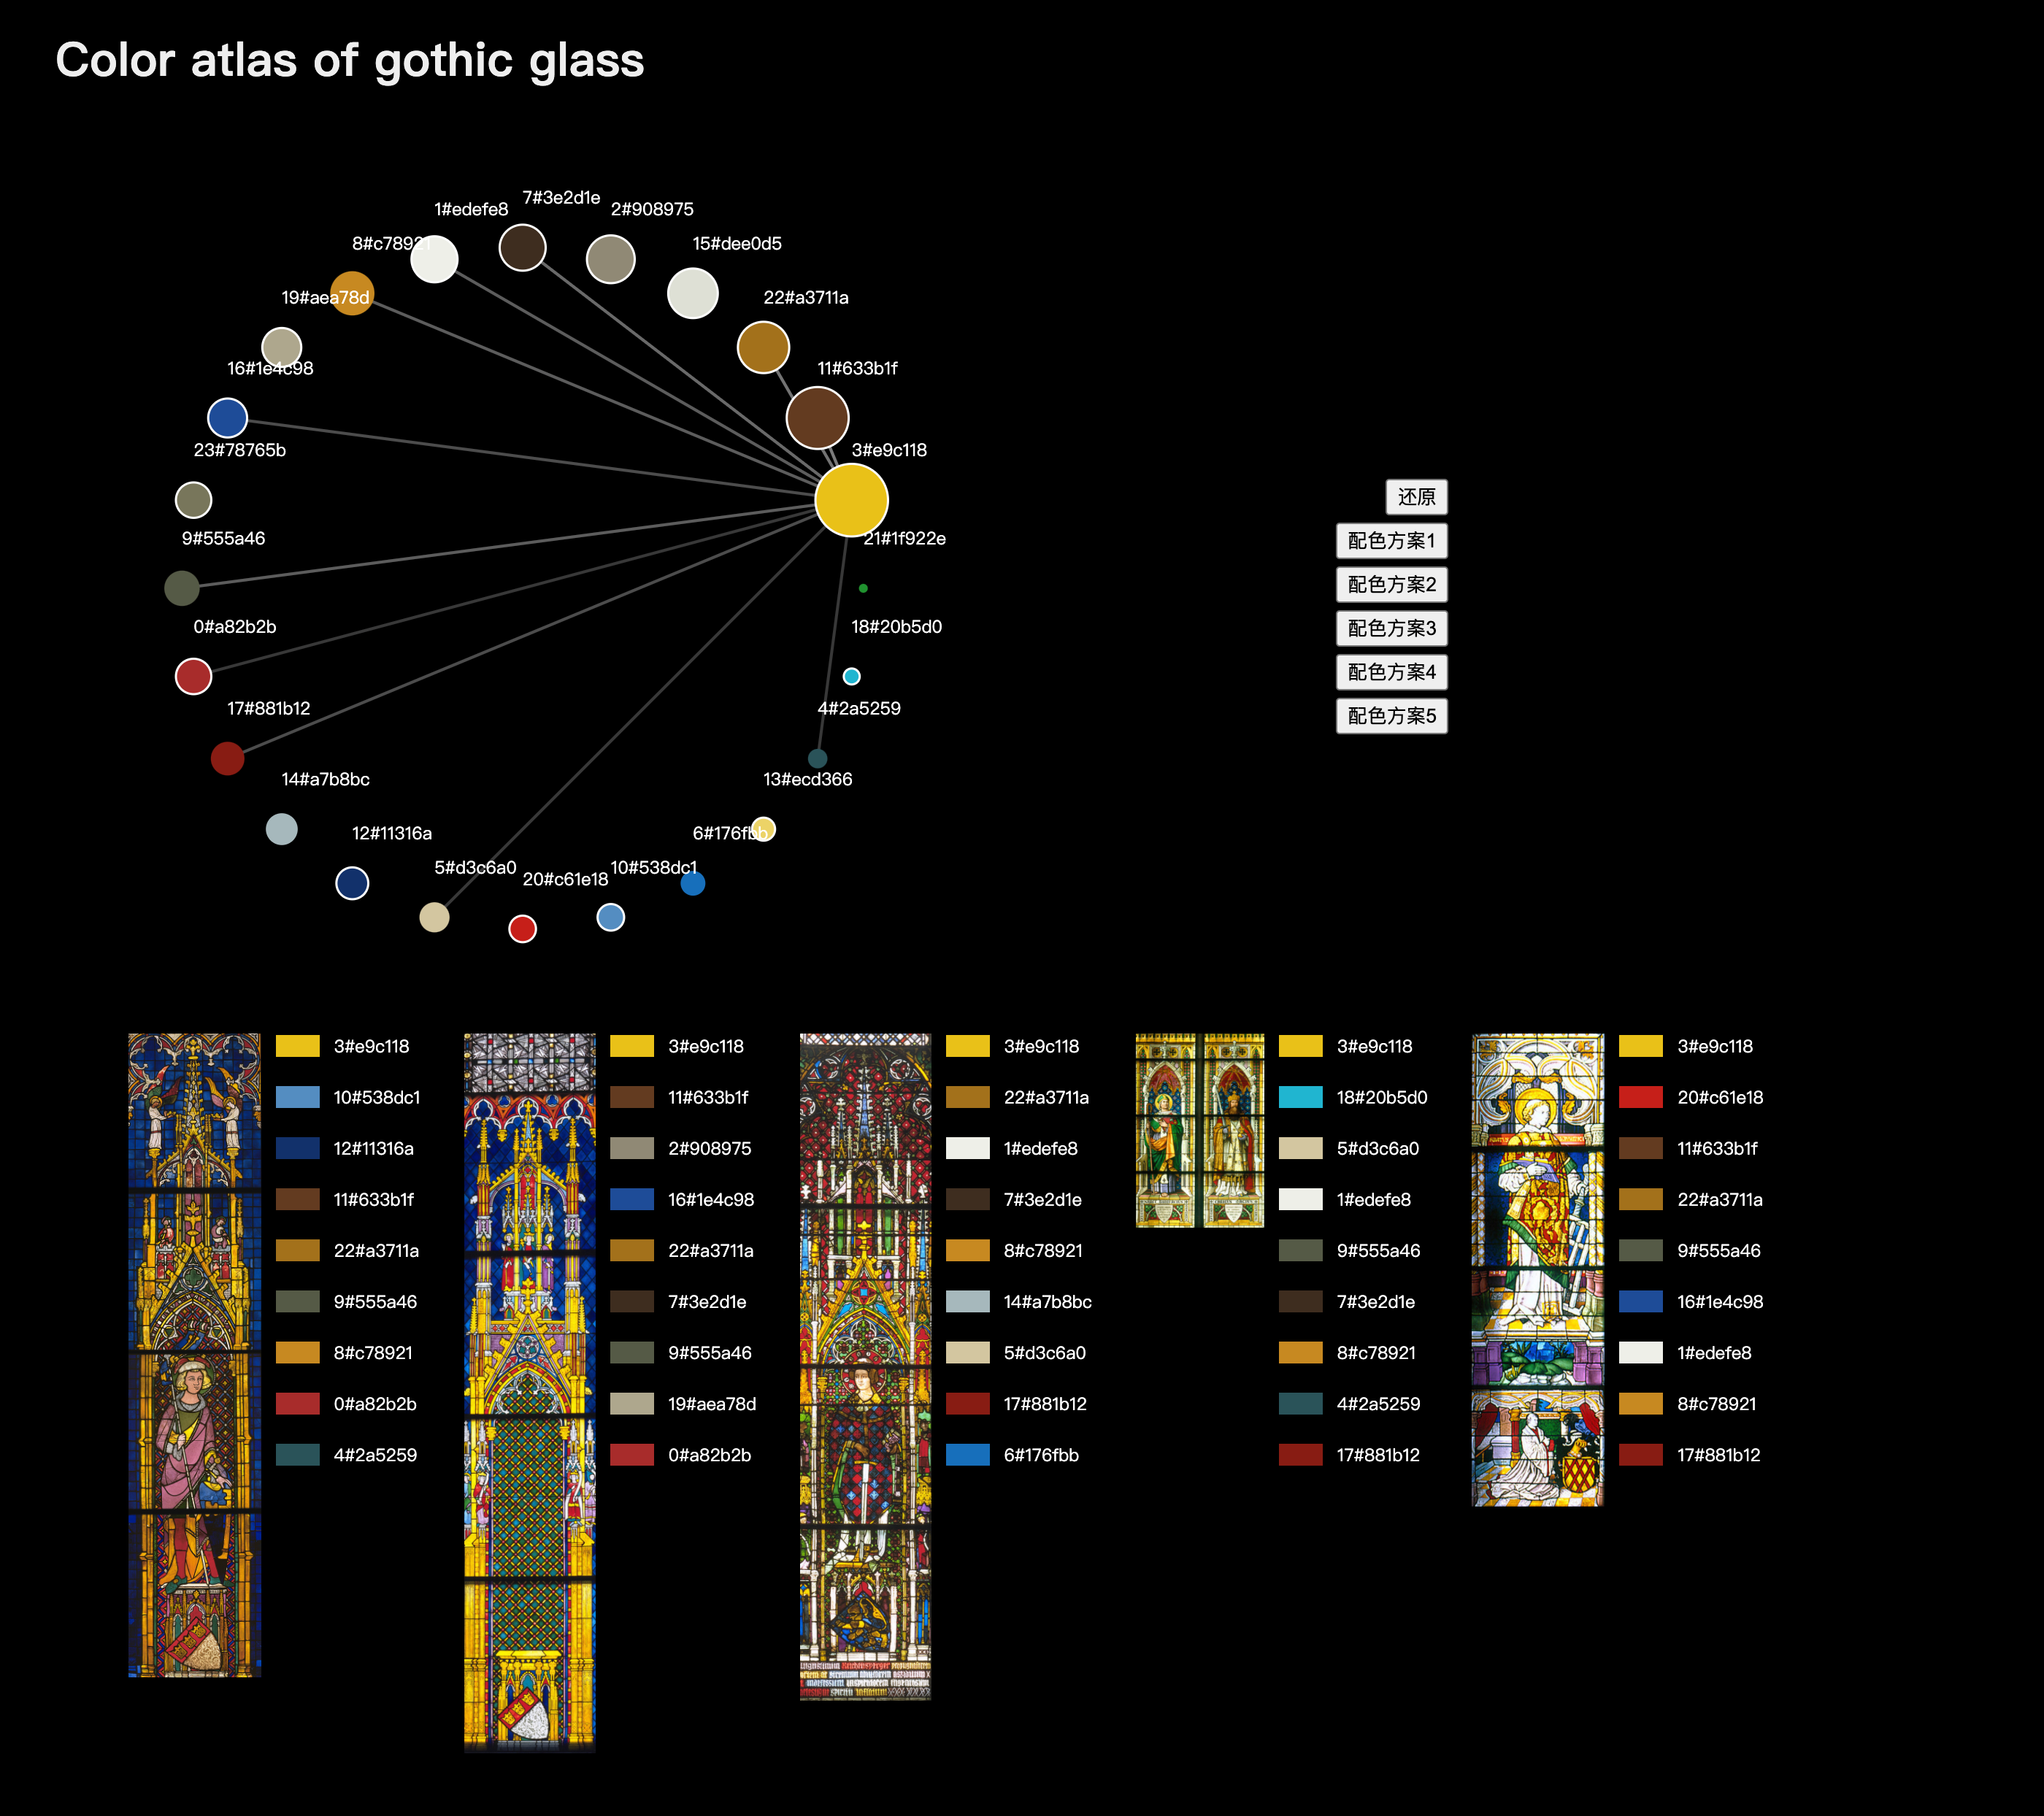 Color atlas of gothic glass
7#3e2d1e
1#edefe8
2#908975
8#c78921
15#dee0d5
19#aea78d
22#a3711a
16#1e4c98
11#633b1f
23#78765b
3#e9c118
9#555a46
21#1f922e
0#a82b2b
18#20b5d0
17#881b12
4#2a5259
14#a7b8bc
13#ecd366
12#11316a
6#176fbb
5#d3c6a0
10#538dc1
20#c61e18
还原
配色方案1
配色方案2
配色方案3
配色方案4
配色方案5
3#e9c118
10#538dc1
12#11316a
11#633b1f
22#a3711a
9#555a46
8#c78921
0#a82b2b
4#2a5259
3#e9c118
11#633b1f
2#908975
16#1e4c98
22#a3711a
7#3e2d1e
9#555a46
19#aea78d
0#a82b2b
3#e9c118
22#a3711a
1#edefe8
7#3e2d1e
8#c78921
14#a7b8bc
5#d3c6a0
17#881b12
6#176fbb
3#e9c118
18#20b5d0
5#d3c6a0
1#edefe8
9#555a46
7#3e2d1e
8#c78921
4#2a5259
17#881b12
3#e9c118
20#c61e18
11#633b1f
22#a3711a
9#555a46
16#1e4c98
1#edefe8
8#c78921
17#881b12